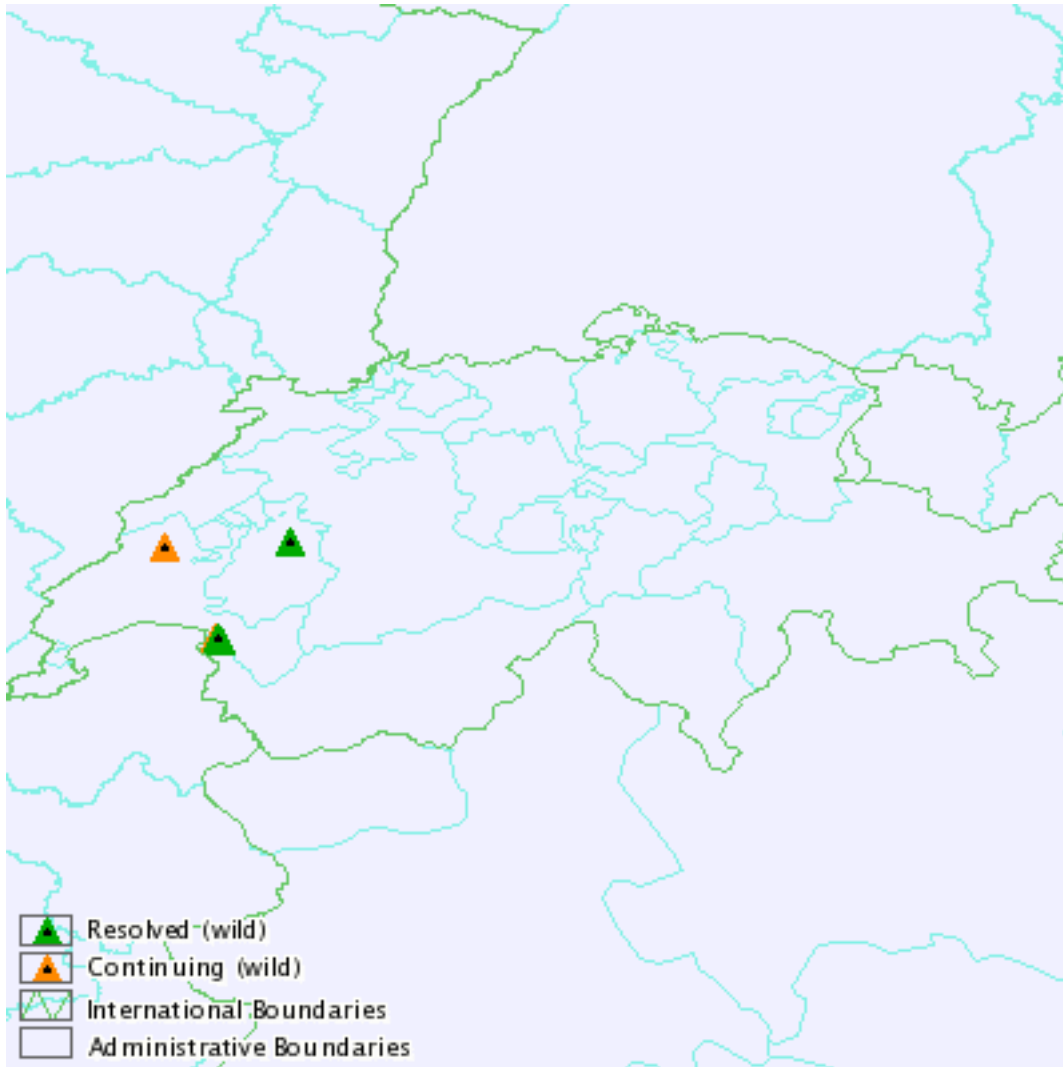 Resolved (wild)
Continuing (wild)
International Boundaries
Administrative Boundaries